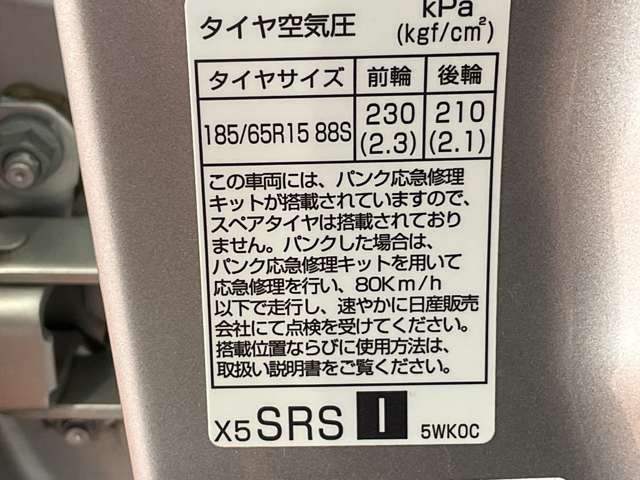 タイヤ空気圧 kPa
(kgf/cm²)
タイヤサイズ 前輪 後輪
185/65R15 88S 230 210
(2.3) (2.1)
この車両には、パンク応急修理
キットが搭載されていますので、
スペアタイヤは搭載されており
ません。パンクした場合は、
パンク応急修理キットを用いて
応急修理を行い、80Km/h
以下で走行し、速やかに日産販売
会社にて点検を受けてください。
搭載位置ならびに使用方法は、
取扱い説明書をご覧ください。
X5 SRS I 5WK0C